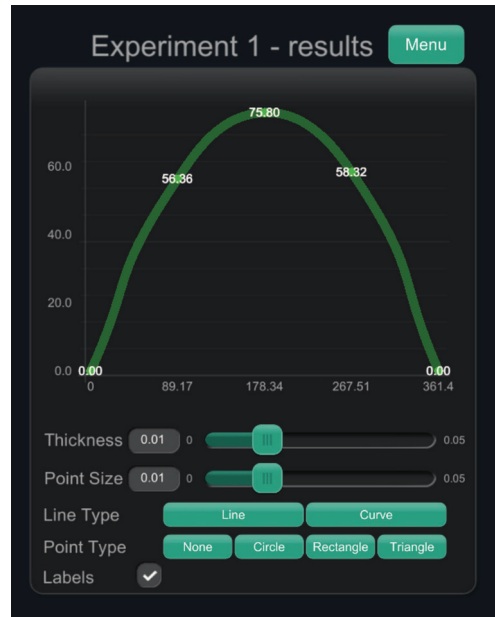 Experiment 1 - results Menu
75.80
60.0
56.36 58.32
40.0
20.0
0.0 0.00 0.00
0 89.17 178.34 267.51 361.4
Thickness 0.01 0 0.05
Point Size 0.01 0 0.05
Line Type Line Curve
Point Type None Circle Rectangle Triangle
Labels